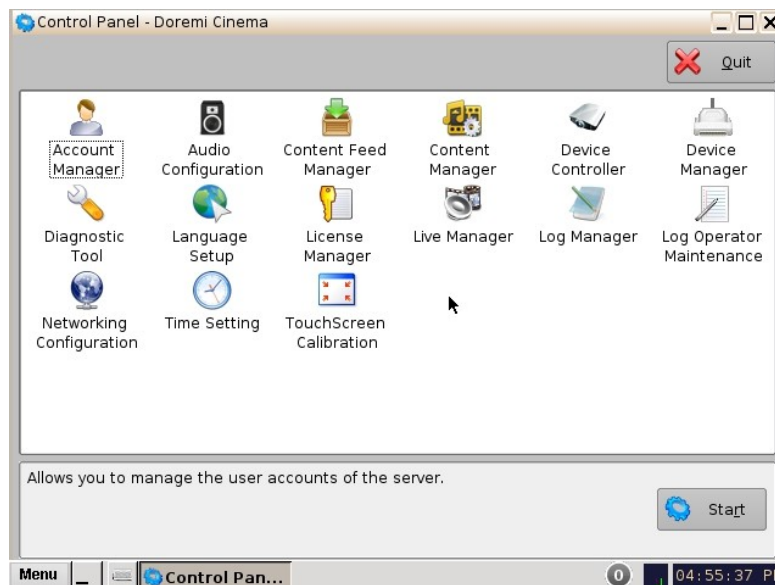 Control Panel - Doremi Cinema
Quit
Account Manager
Audio Configuration
Content Feed Manager
Content Manager
Device Controller
Device Manager
Diagnostic Tool
Language Setup
License Manager
Live Manager
Log Manager
Log Operator Maintenance
Networking Configuration
Time Setting
TouchScreen Calibration
Allows you to manage the user accounts of the server.
Start
Menu
Control Pan...
0
04:55:37 P